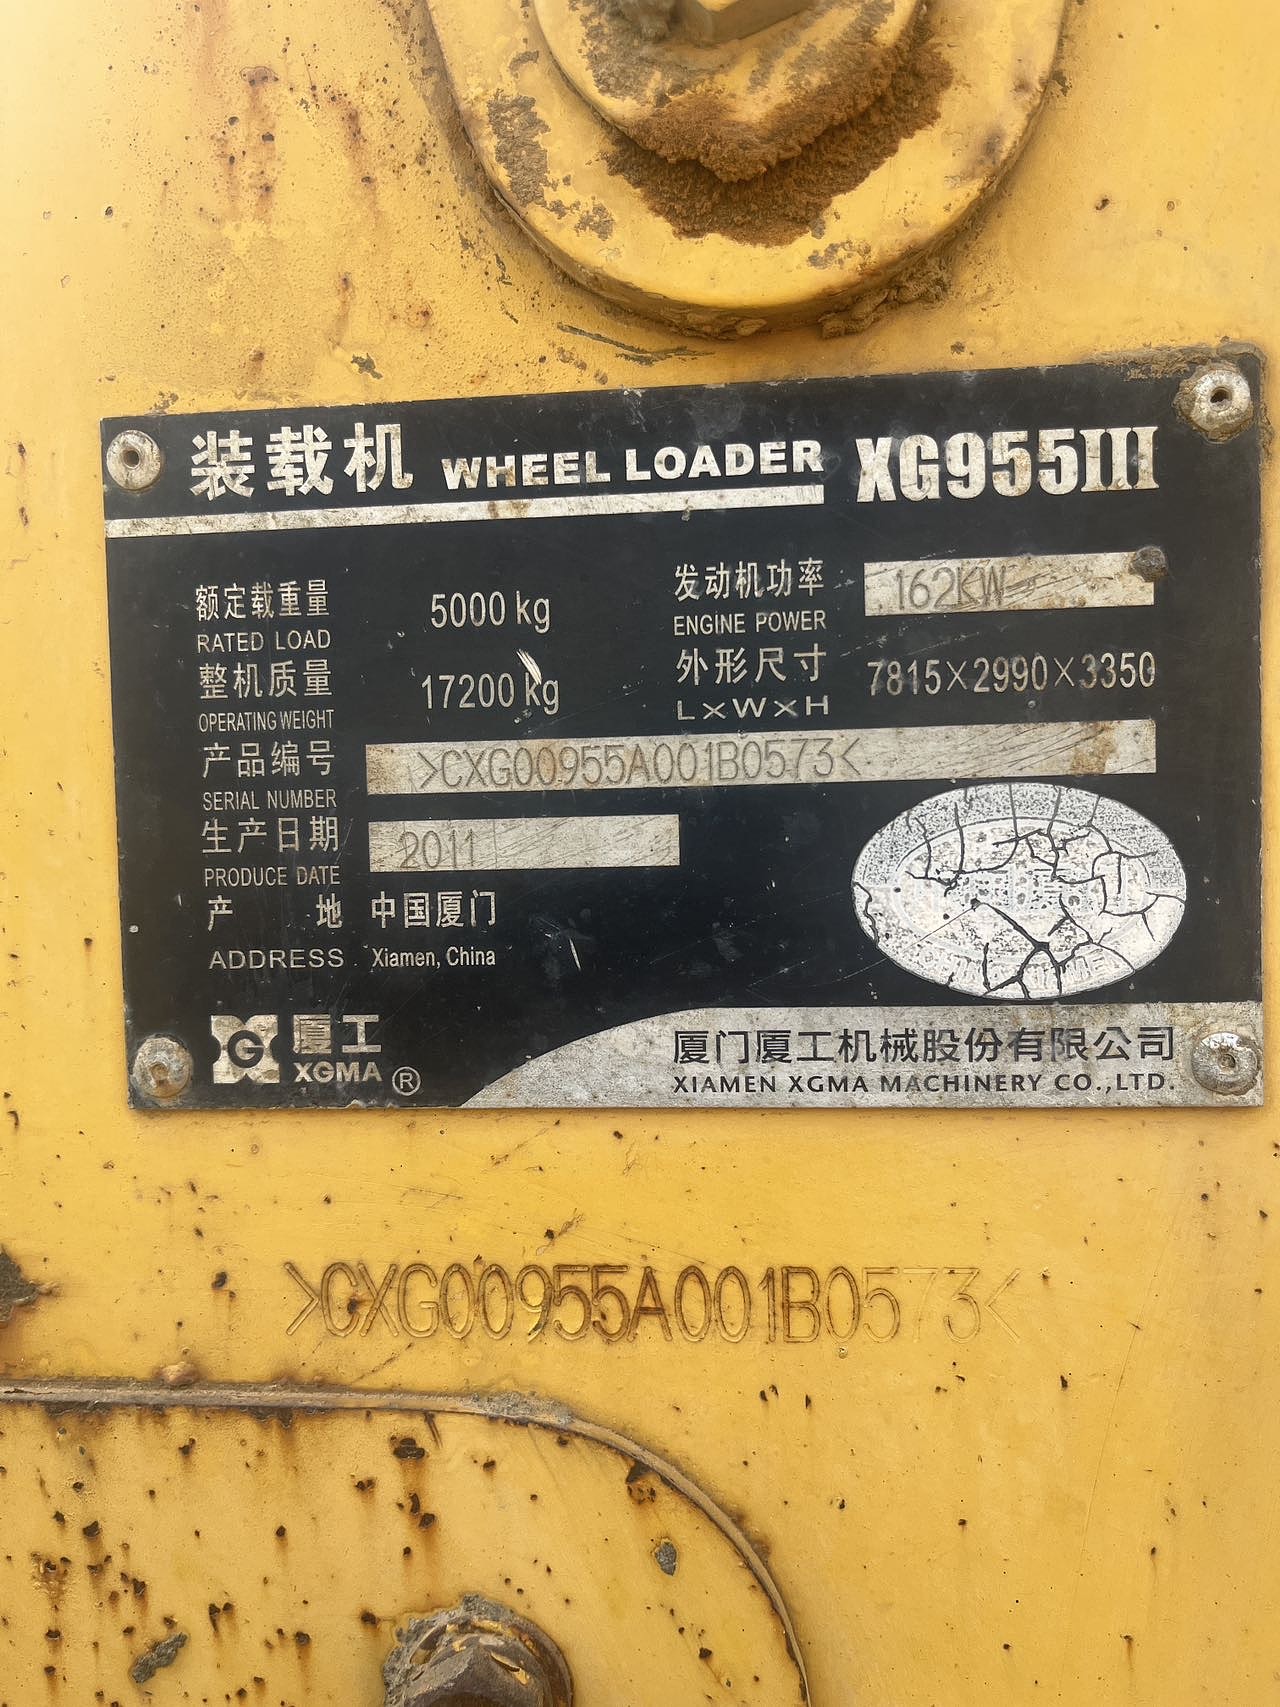 装载机 WHEEL LOADER XG955III
额定载重量 5000 kg 发动机功率 162KW
RATED LOAD ENGINE POWER
整机质量 17200 kg 外形尺寸 7815×2990×3350
OPERATING WEIGHT L×W×H
产品编号 >CXG00955A001B0573<
SERIAL NUMBER
生产日期 2011
PRODUCE DATE
产 地 中国厦门
ADDRESS Xiamen, China
G 厦工 厦门厦工机械股份有限公司
XGMA ® XIAMEN XGMA MACHINERY CO.,LTD.
>CXG00955A001B0573<